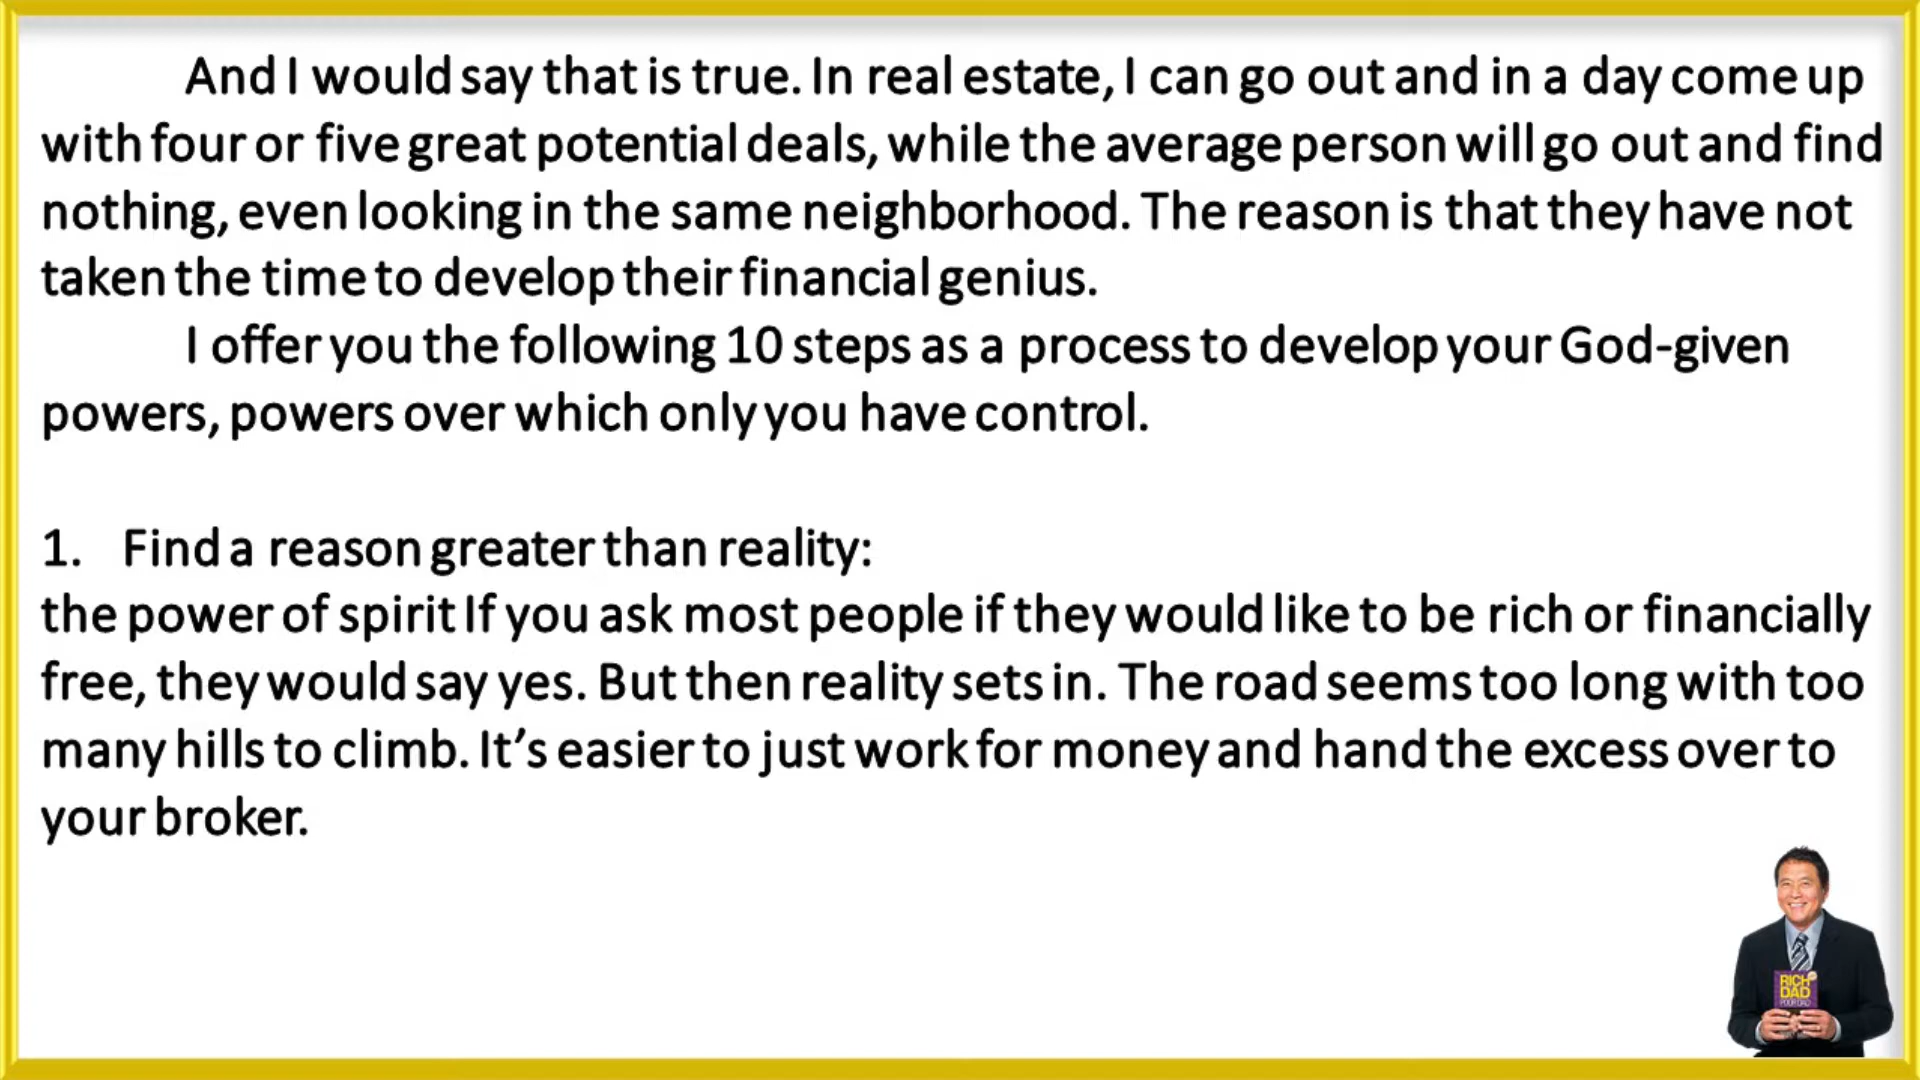 And I would say that is true. In real estate, I can go out and in a day come up
with four or five great potential deals, while the average person will go out and find
nothing, even looking in the same neighborhood. The reason is that they have not
taken the time to develop their financial genius.
I offer you the following 10 steps as a process to develop your God-given
powers, powers over which only you have control.
1. Find a reason greater than reality:
the power of spirit If you ask most people if they would like to be rich or financially
free, they would say yes. But then reality sets in. The road seems too long with too
many hills to climb. It’s easier to just work for money and hand the excess over to
your broker.
RICH
DAD
POOR DAD